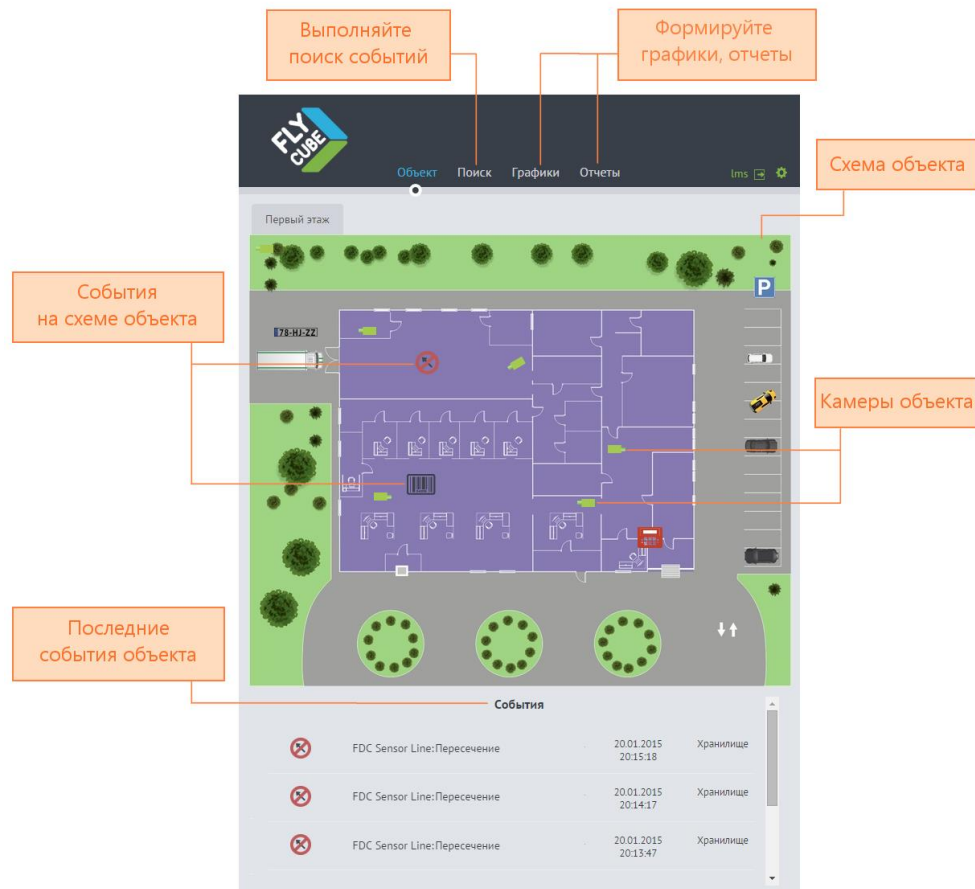 Выполняйте
поиск событий
Формируйте
графики, отчеты
FLY
CUBE
Объект Поиск Графики Отчеты
lms
Схема объекта
Первый этаж
P
События
на схеме объекта
78-HJ-ZZ
Камеры объекта
Последние
события объекта
События
FDC Sensor Line:Пересечение
20.01.2015
20:15:18
Хранилище
FDC Sensor Line:Пересечение
20.01.2015
20:14:17
Хранилище
FDC Sensor Line:Пересечение
20.01.2015
20:13:47
Хранилище